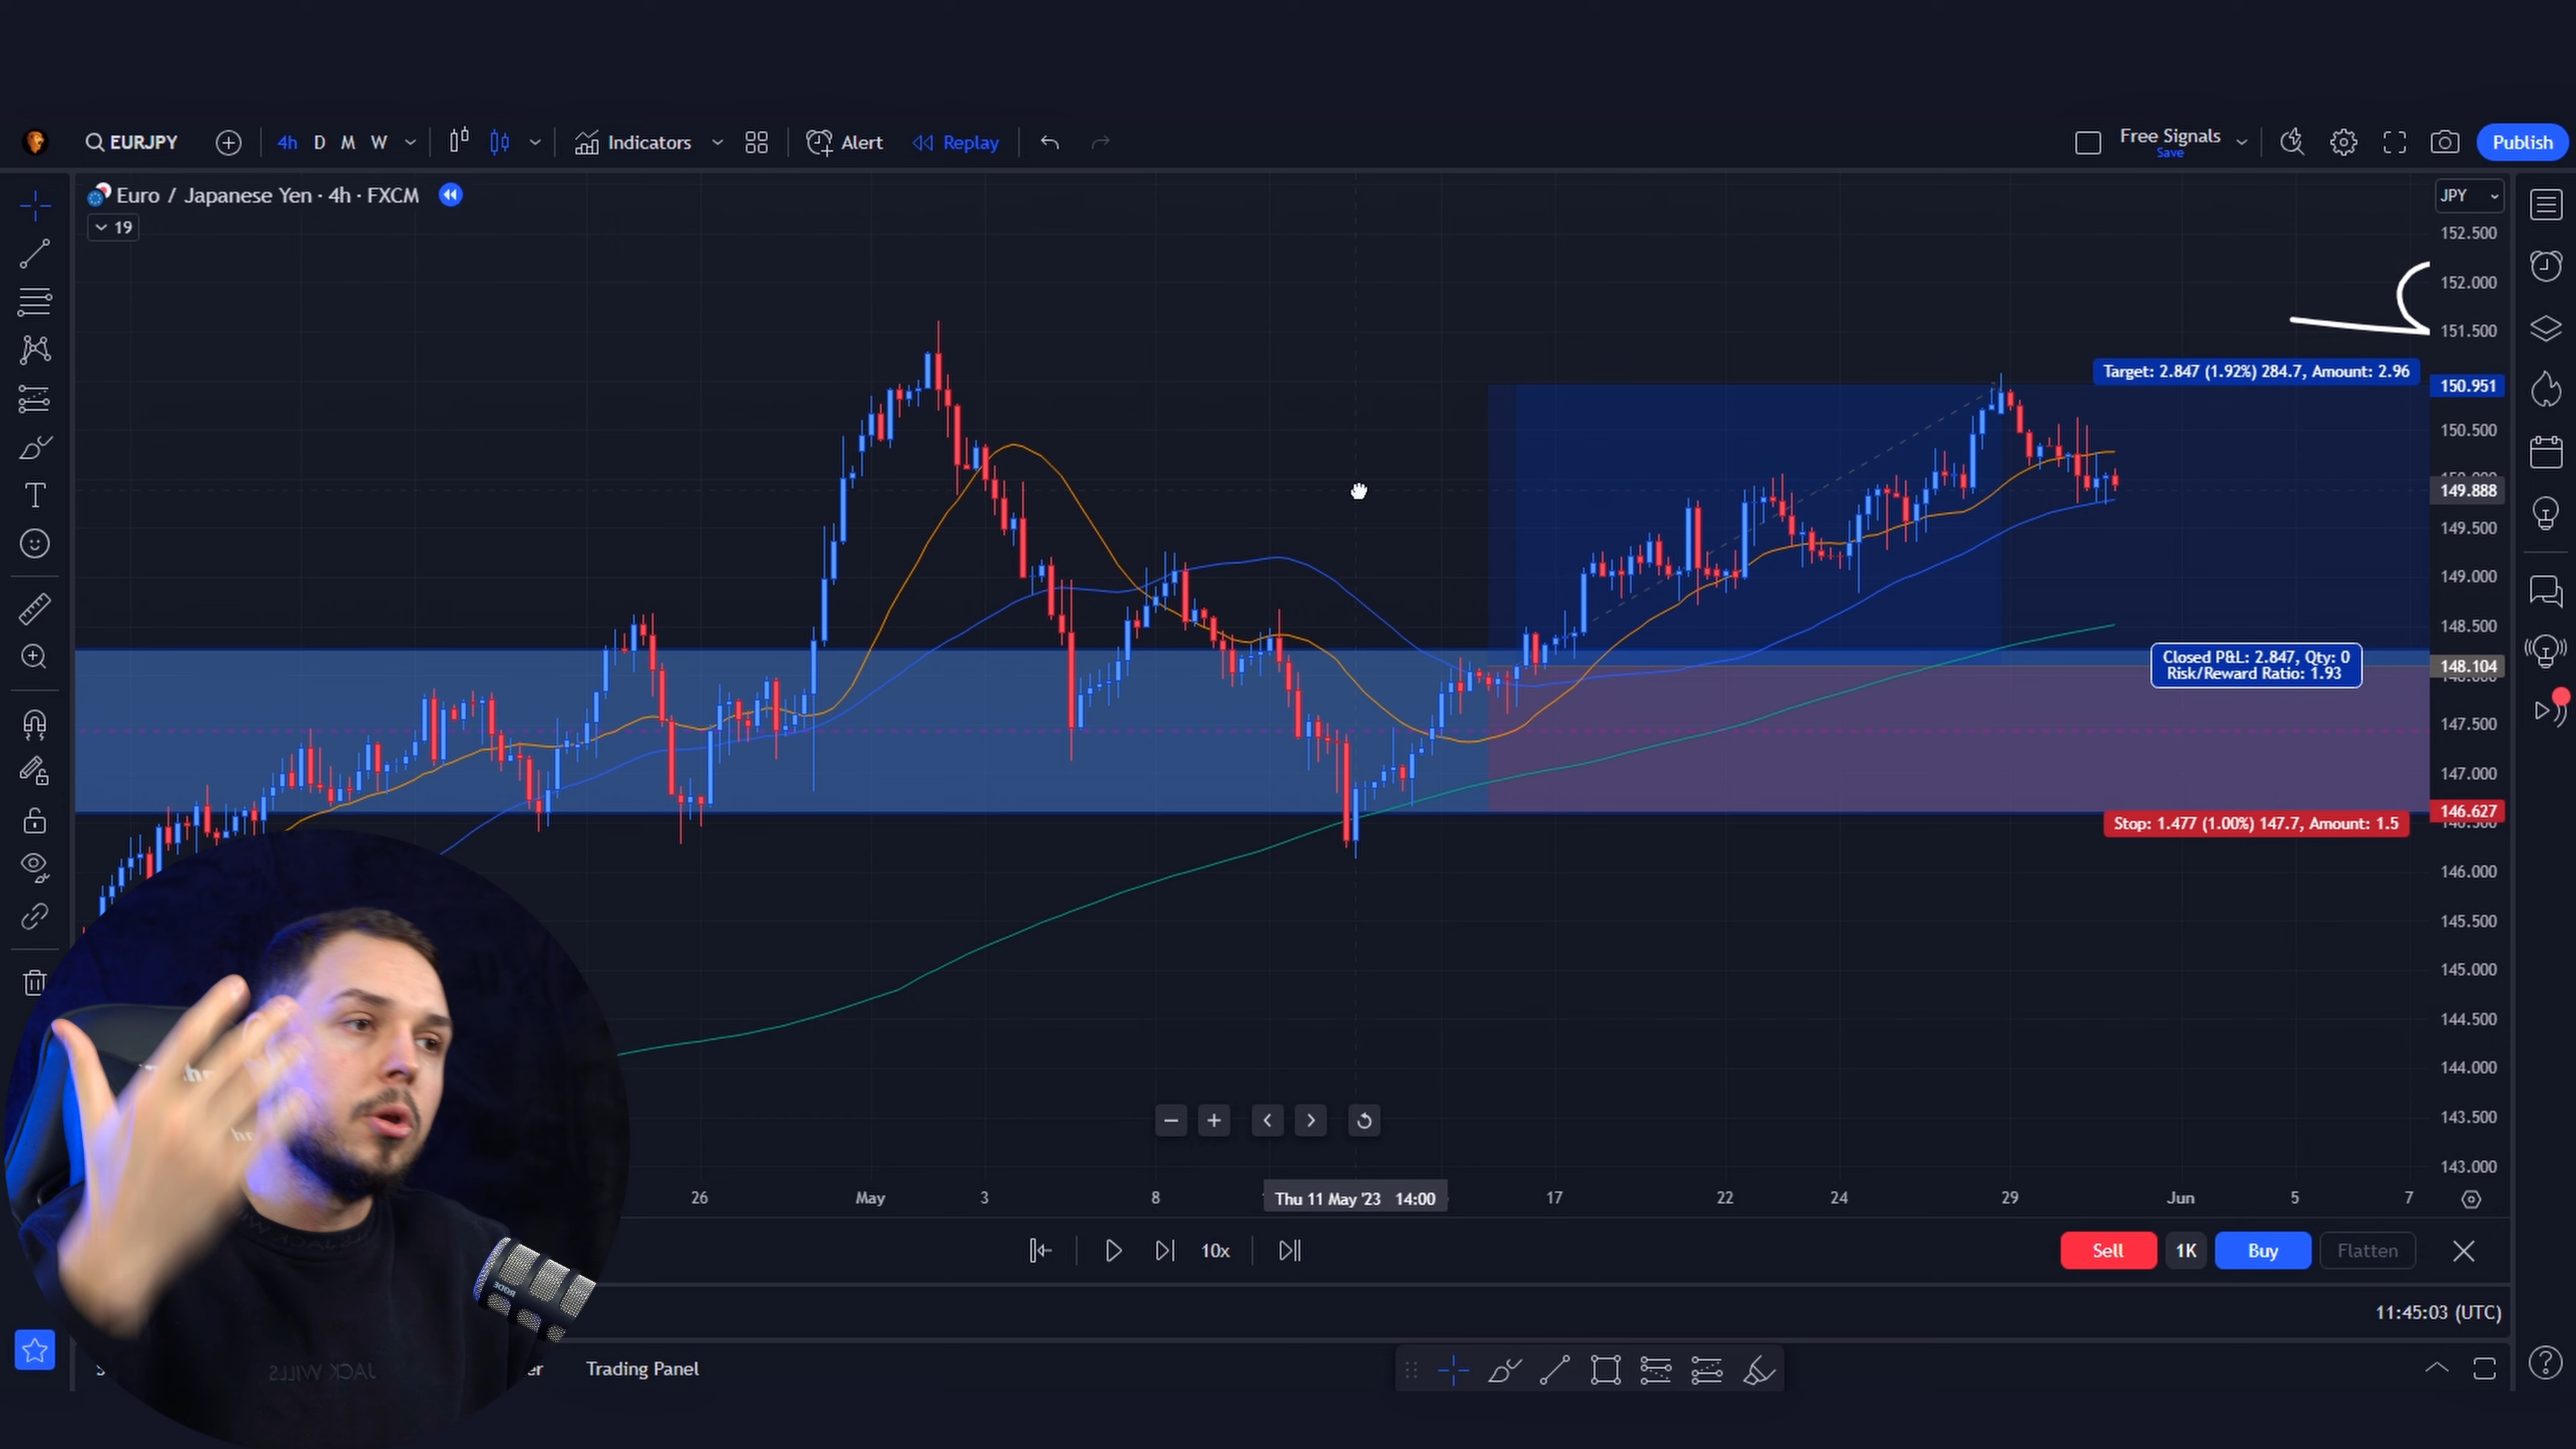 EURJPY
4h D M W
Indicators
Alert
Replay
Free Signals
Save
Publish
Euro / Japanese Yen · 4h · FXCM
19
JPY
152.500
152.000
151.500
Target: 2.847 (1.92%) 284.7, Amount: 2.96
150.951
150.500
149.888
149.500
149.000
148.500
Closed P&L: 2.847, Qty: 0
Risk/Reward Ratio: 1.93
148.104
147.500
147.000
146.627
Stop: 1.477 (1.00%) 147.7, Amount: 1.5
146.000
145.500
145.000
144.500
144.000
143.500
143.000
26 May 3 8 Thu 11 May '23 14:00 17 22 24 29 Jun 5 7
10x
Sell 1K Buy Flatten
11:45:03 (UTC)
er
Trading Panel
RODE
JACK WILLS